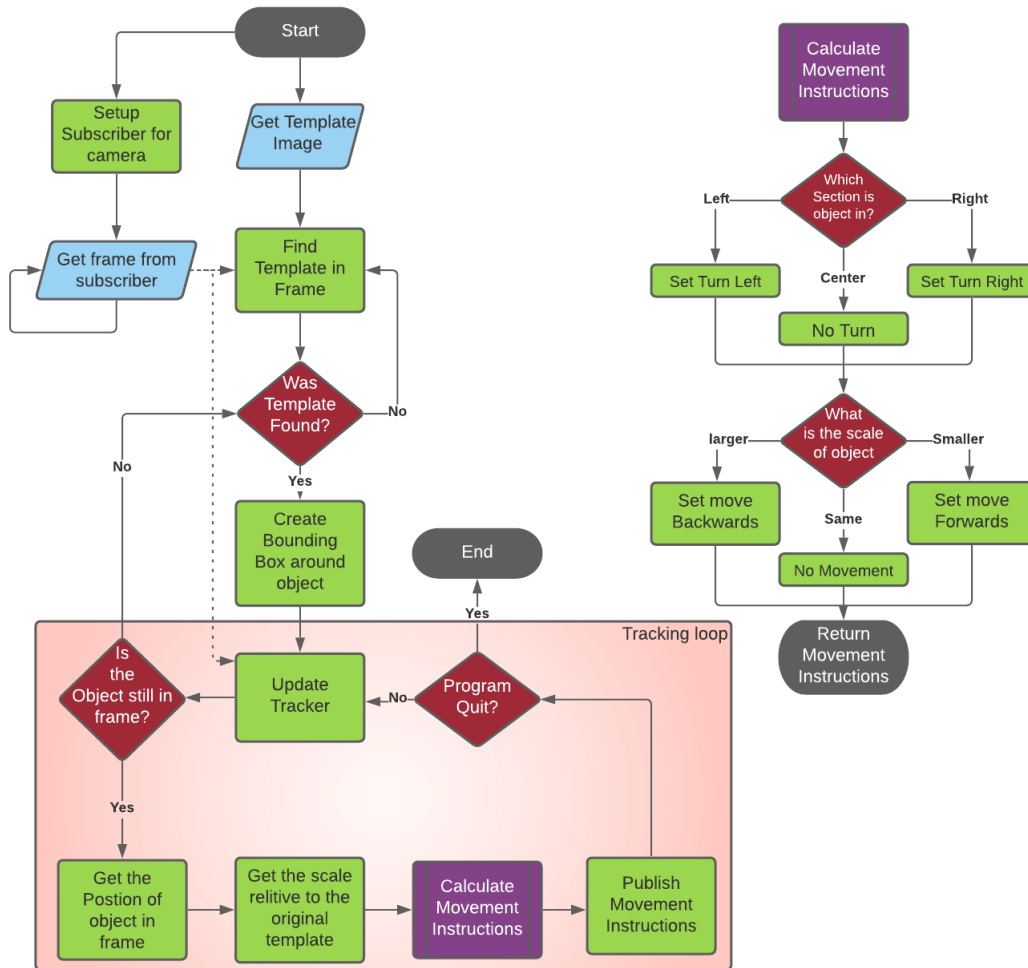 Start
Setup
Subscriber for
camera
Get Template
Image
Get frame from
subscriber
Find
Template in
Frame
Was
Template
Found?
No
No
Yes
Create
Bounding
Box around
object
End
Yes
Tracking loop
Is
the
Object still in
frame?
Update
Tracker
No
Program
Quit?
Yes
Get the
Postion of
object in
frame
Get the scale
relitive to the
original
template
Calculate
Movement
Instructions
Publish
Movement
Instructions
Calculate
Movement
Instructions
Which
Section is
object in?
Left
Right
Set Turn Left
Center
Set Turn Right
No Turn
What
is the scale
of object
larger
Smaller
Set move
Backwards
Same
Set move
Forwards
No Movement
Return
Movement
Instructions